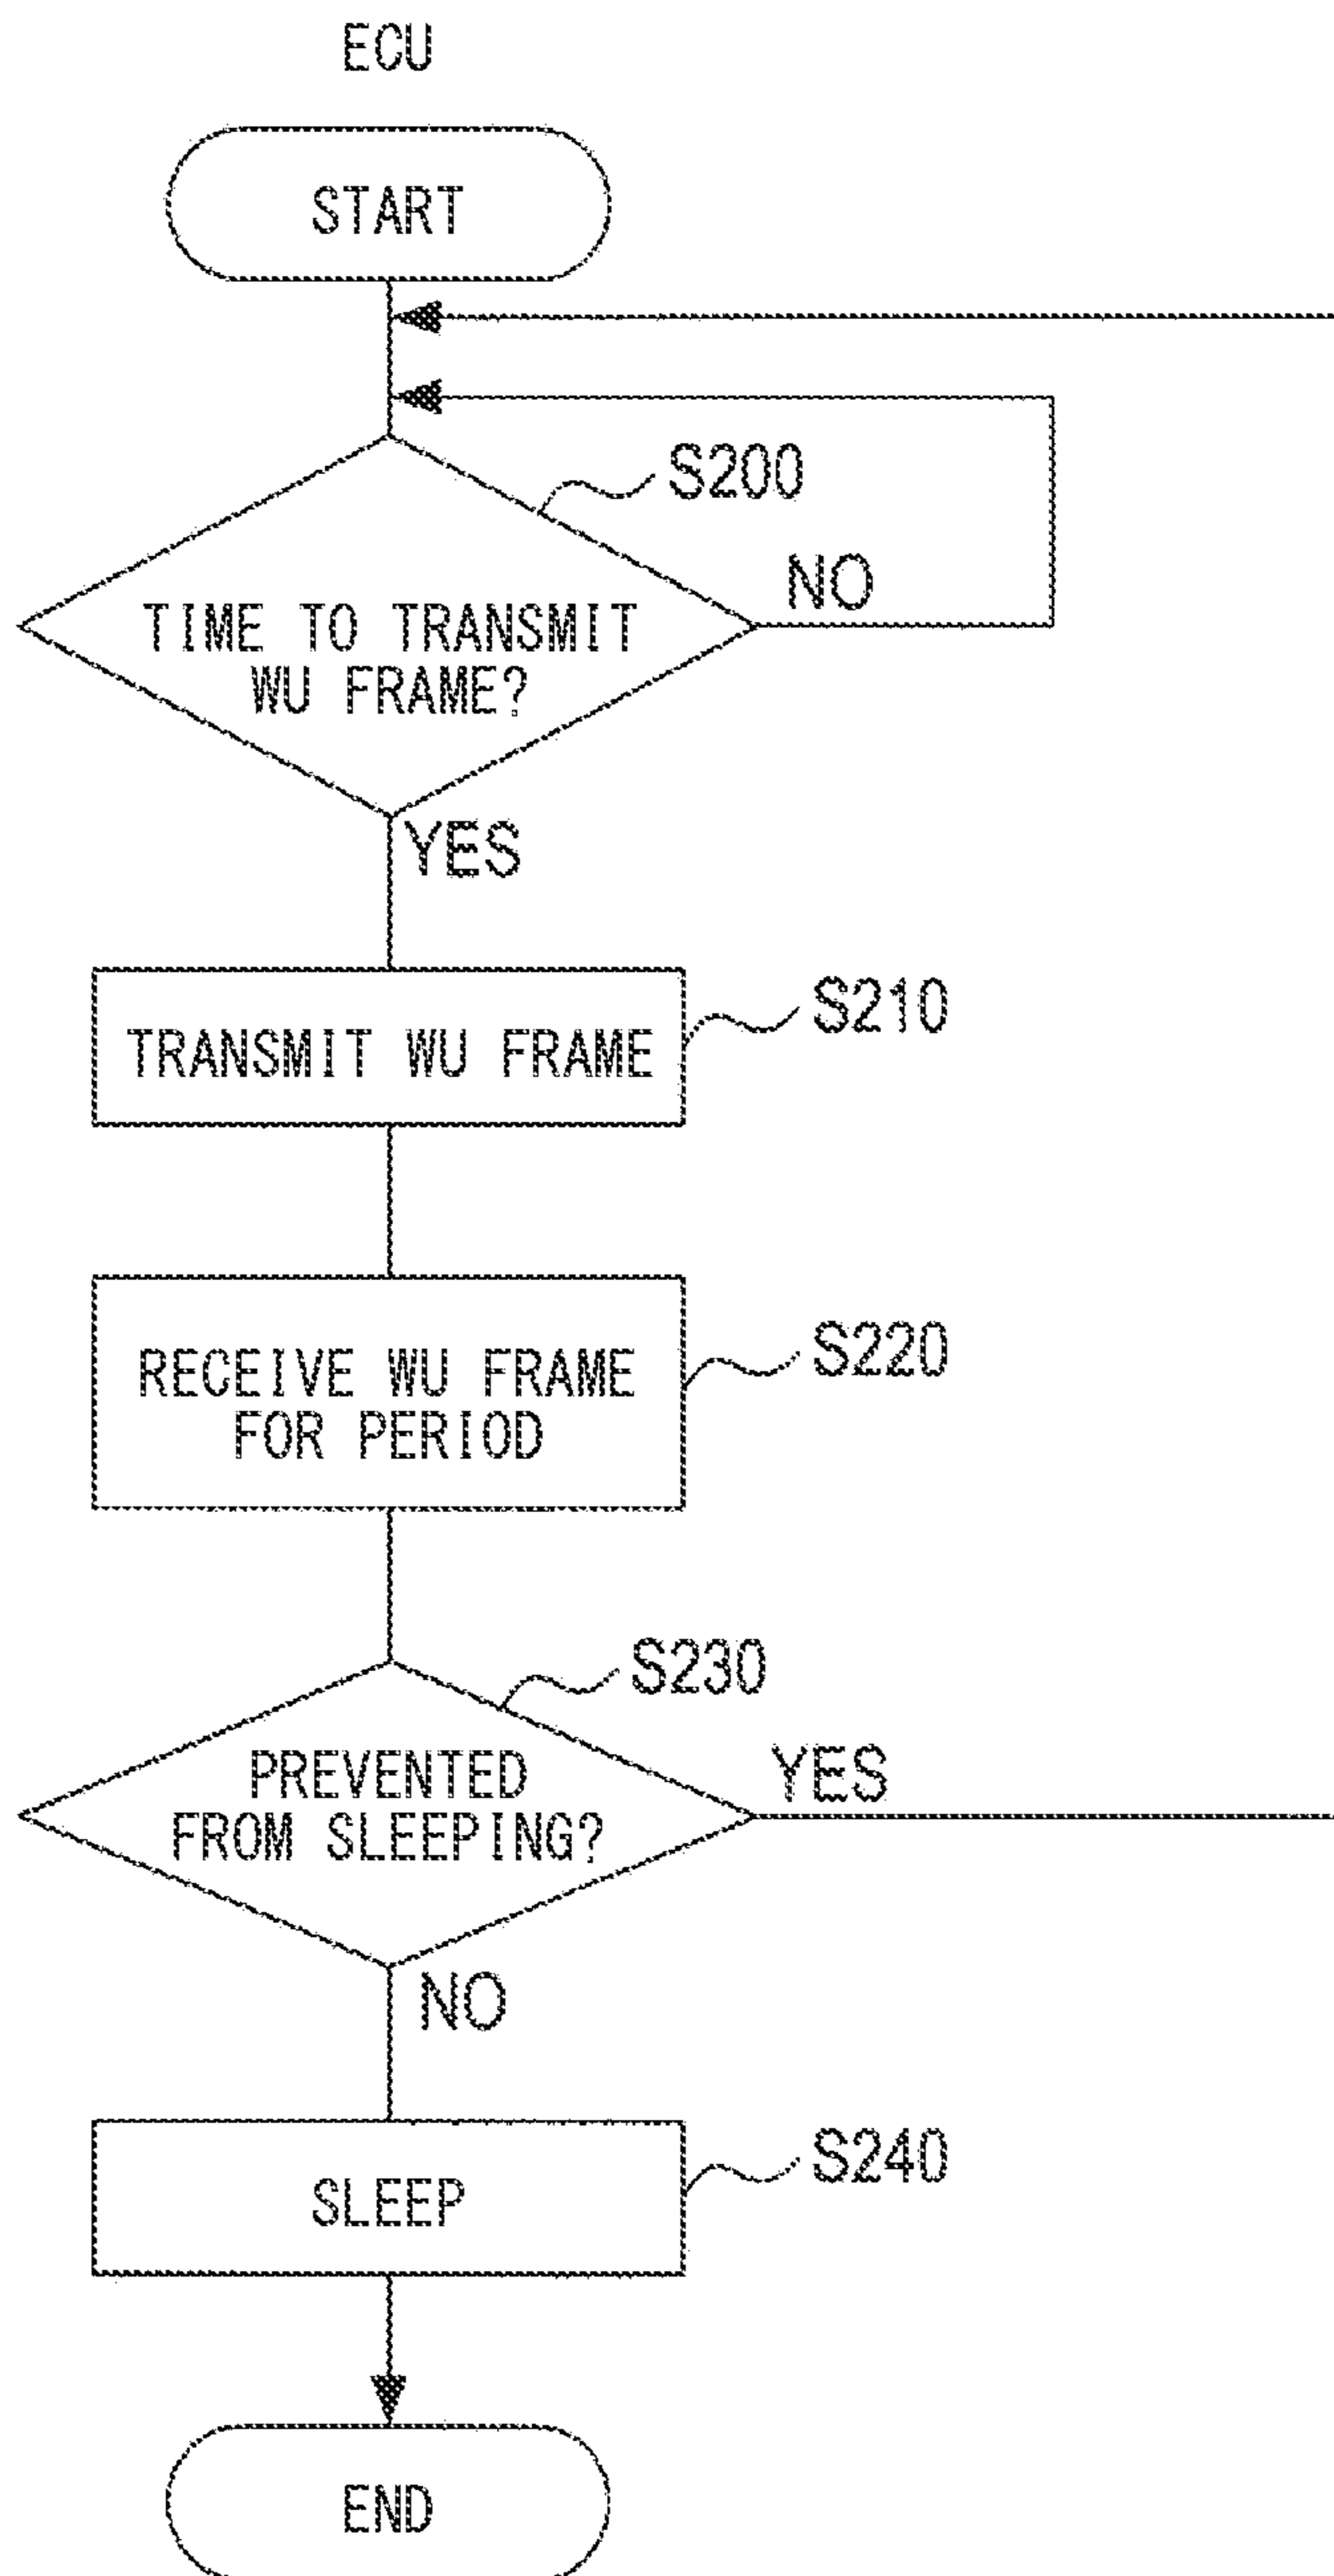 ECU
START
S200
NO
TIME TO TRANSMIT
WU FRAME?
YES
TRANSMIT WU FRAME
S210
RECEIVE WU FRAME
FOR PERIOD
S220
S230
PREVENTED
FROM SLEEPING?
YES
NO
SLEEP
S240
END